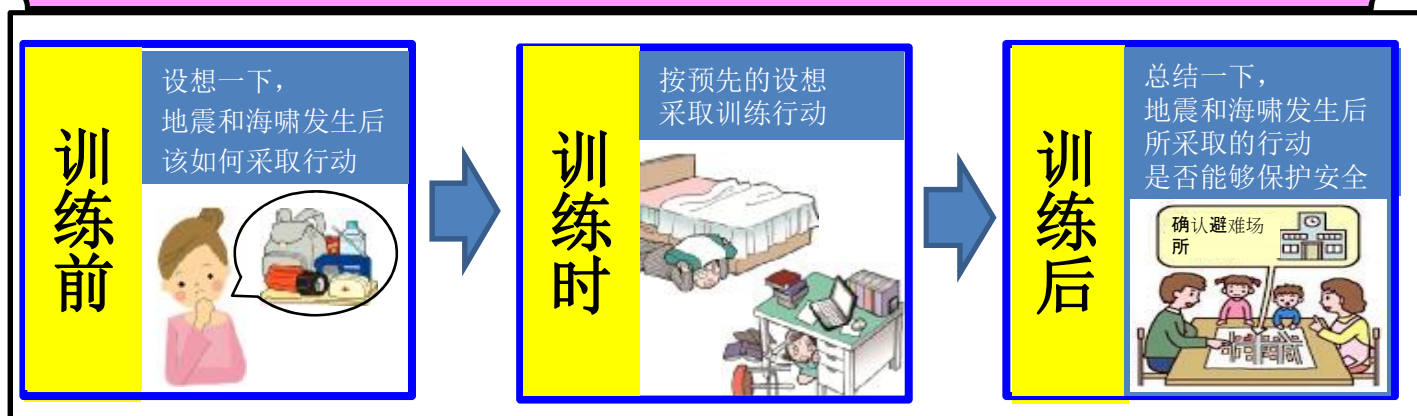 训练前
设想一下，
地震和海啸发生后
该如何采取行动
训练时
按预先的设想
采取训练行动
训练后
总结一下，
地震和海啸发生后
所采取的行动
是否能够保护安全
确认避难场
所